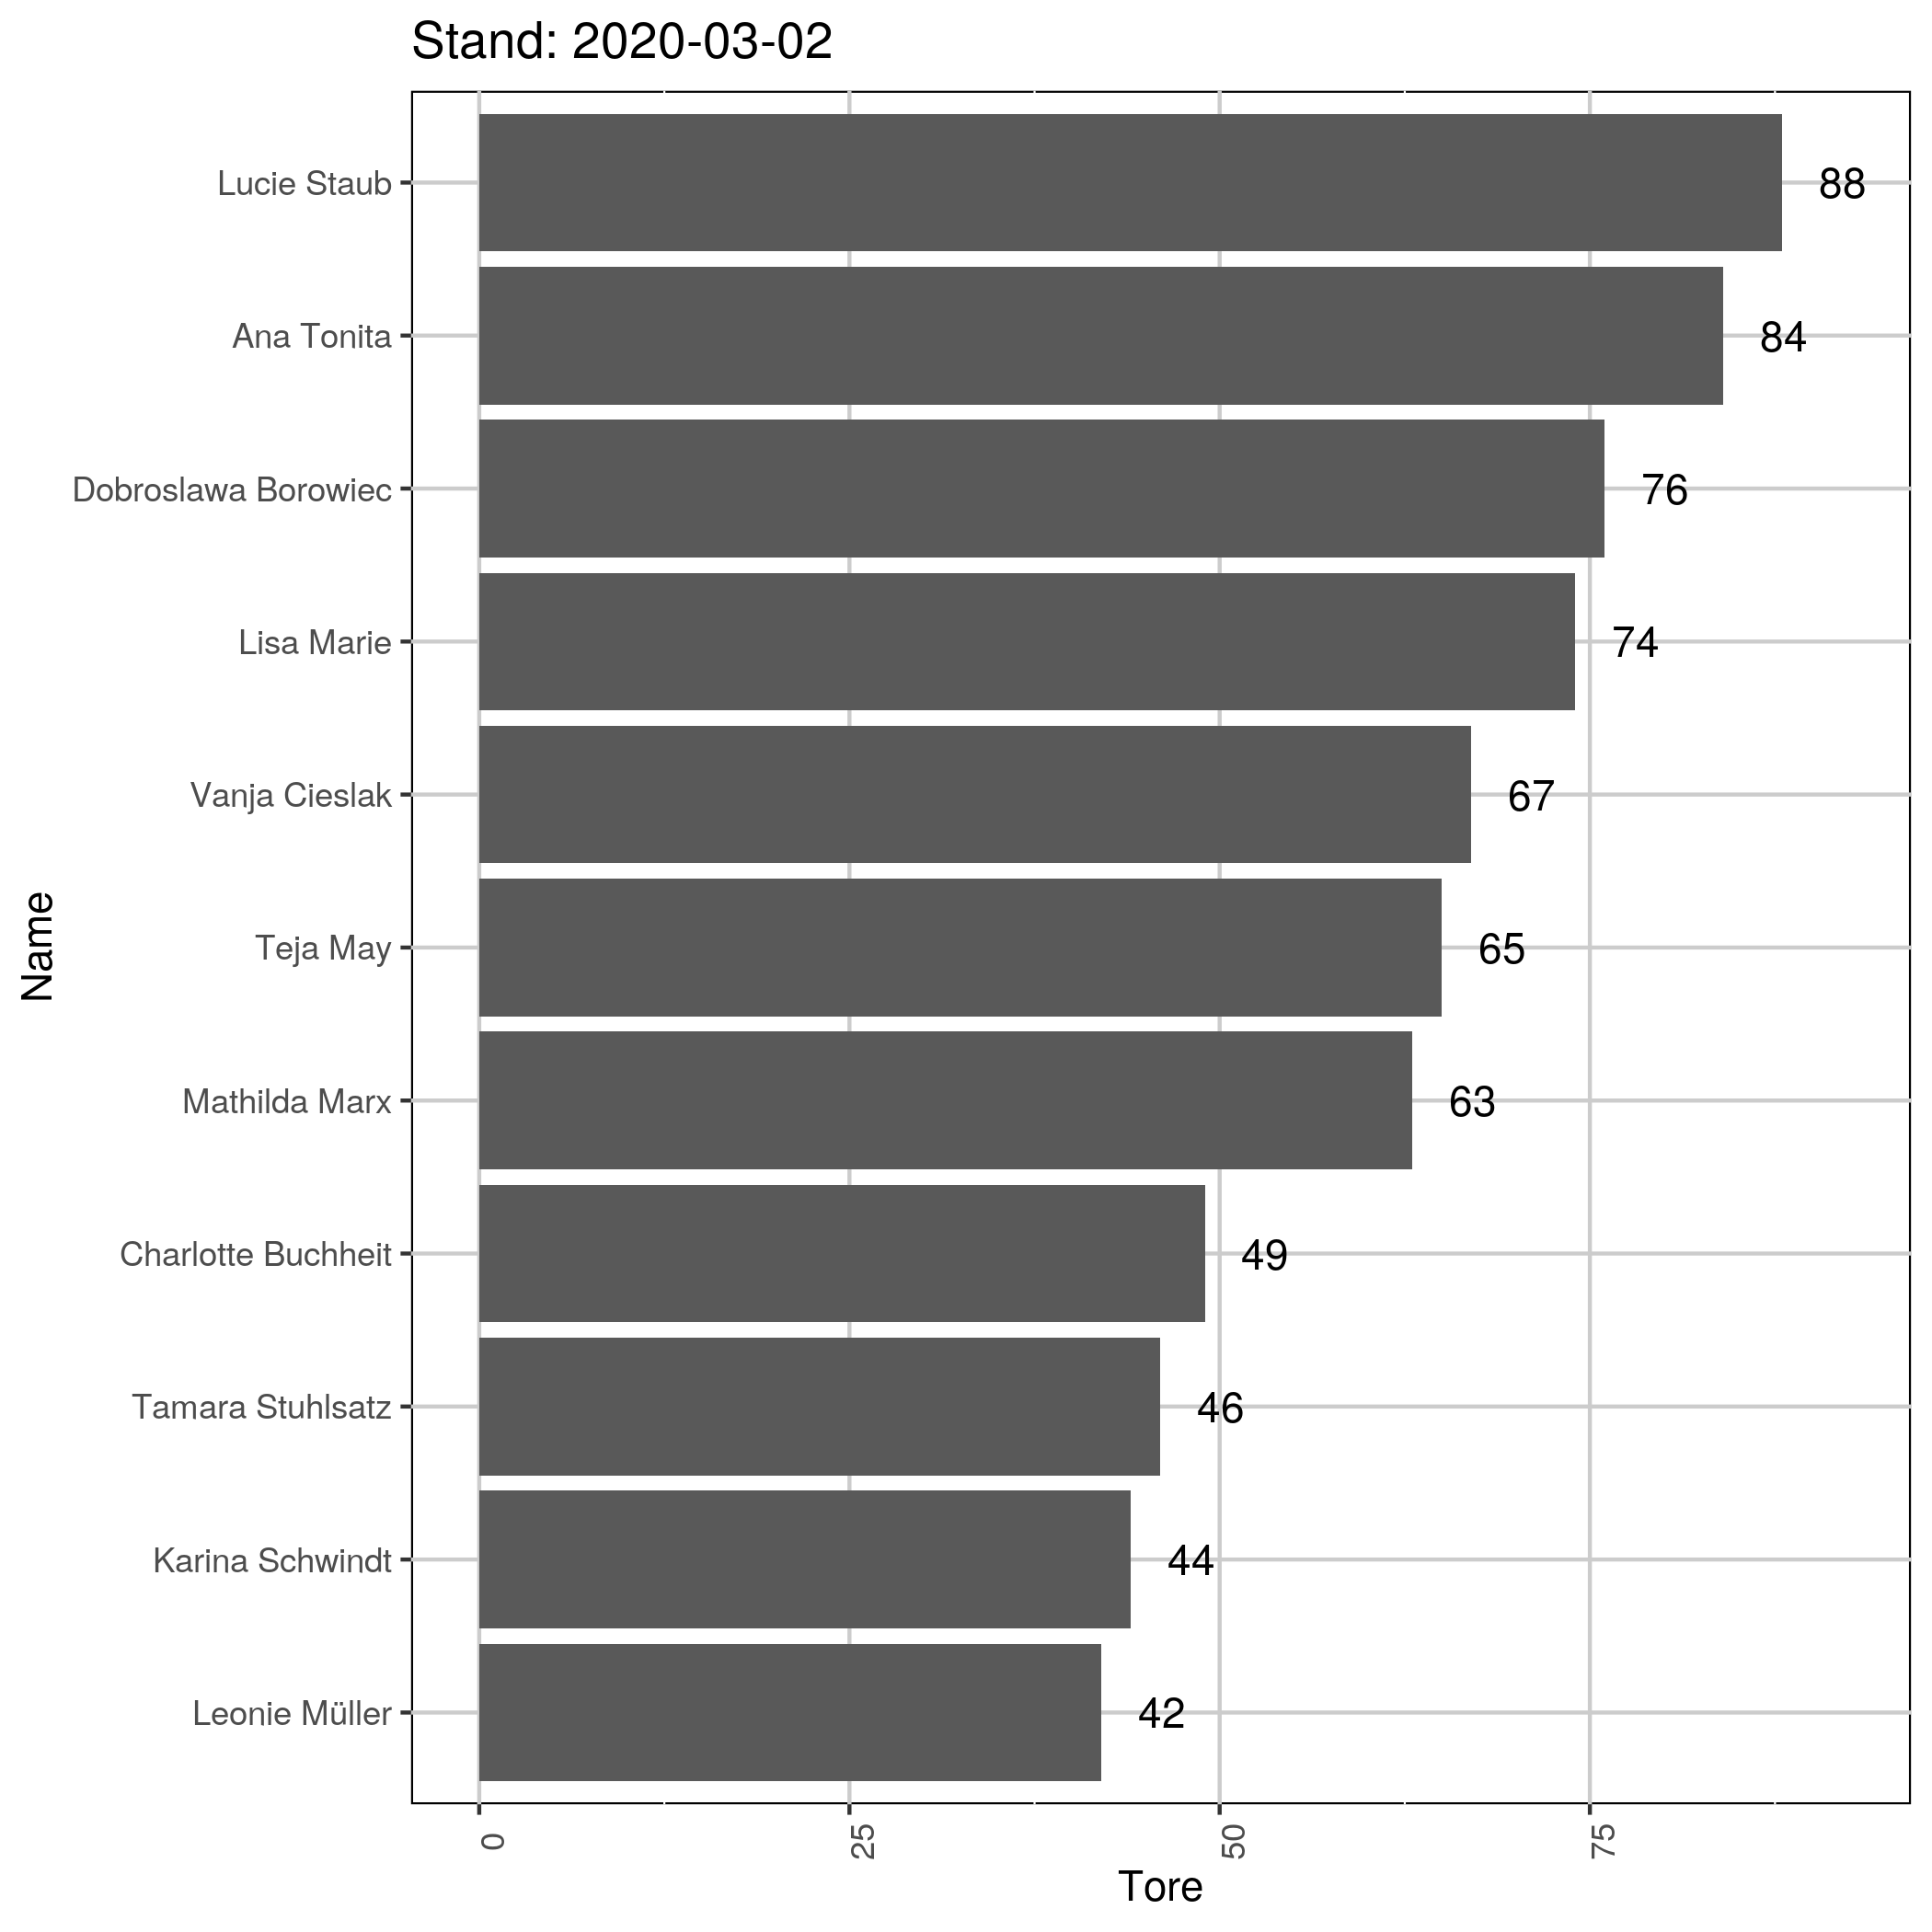 Stand: 2020-03-02
Lucie Staub 88
Ana Tonita 84
Dobroslawa Borowiec 76
Lisa Marie 74
Vanja Cieslak 67
Teja May 65
Mathilda Marx 63
Charlotte Buchheit 49
Tamara Stuhlsatz 46
Karina Schwindt 44
Leonie Müller 42
Name
0 25 50 75
Tore